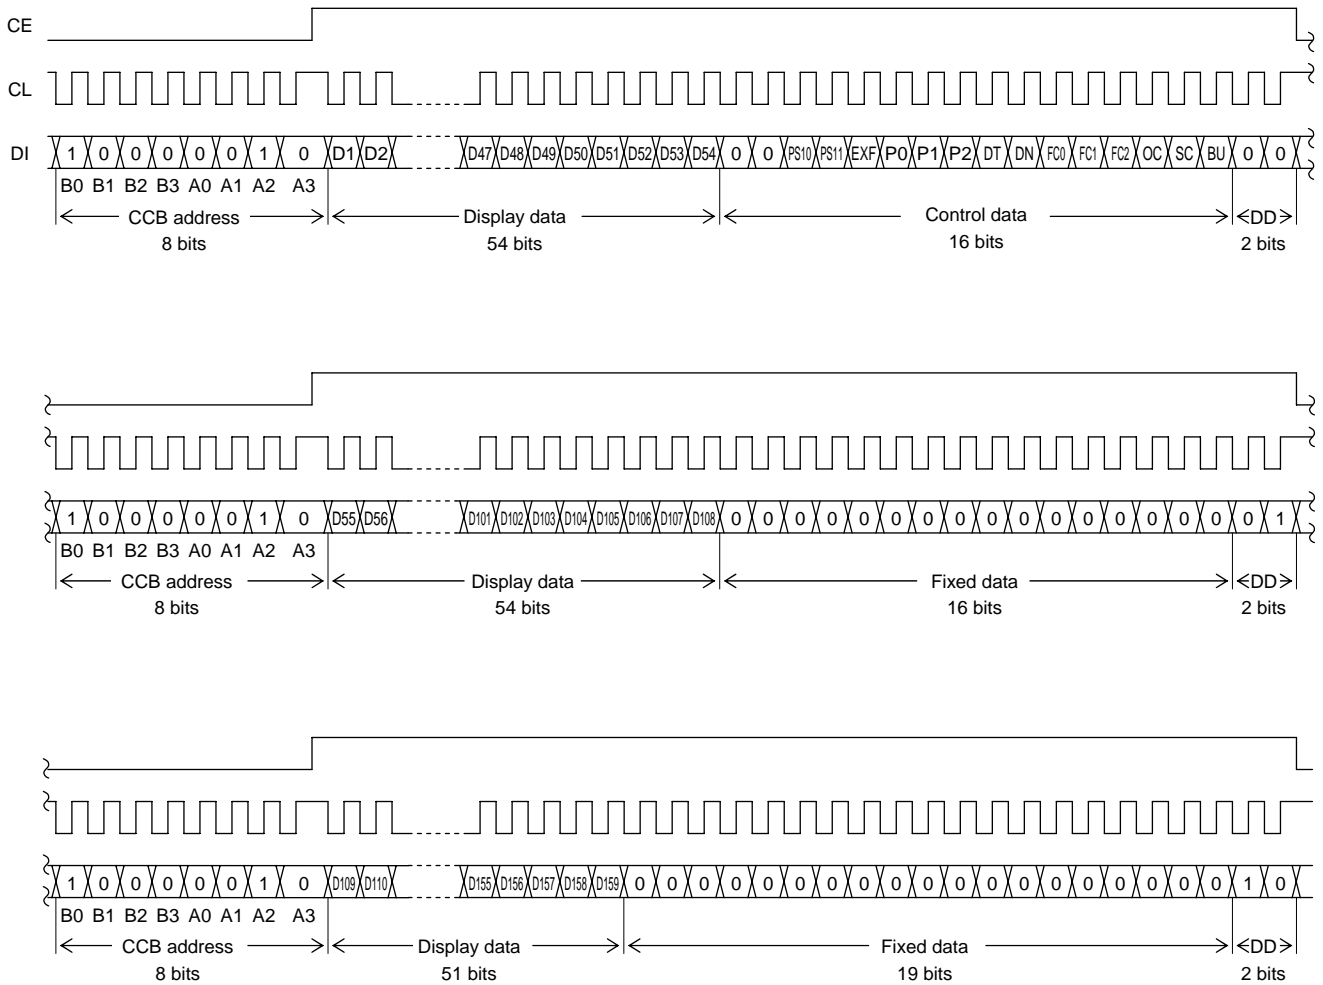 CE
CL
DI 1 0 0 0 0 0 1 0 D1 D2 D47 D48 D49 D50 D51 D52 D53 D54 0 0 PS10 PS11 EXF P0 P1 P2 DT DN FC0 FC1 FC2 OC SC BU 0 0
B0 B1 B2 B3 A0 A1 A2 A3
CCB address Display data Control data DD
8 bits 54 bits 16 bits 2 bits
1 0 0 0 0 0 1 0 D55 D56 D101 D102 D103 D104 D105 D106 D107 D108 0 0 0 0 0 0 0 0 0 0 0 0 0 0 0 0 0 1
B0 B1 B2 B3 A0 A1 A2 A3
CCB address Display data Fixed data DD
8 bits 54 bits 16 bits 2 bits
1 0 0 0 0 0 1 0 D109 D110 D155 D156 D157 D158 D159 0 0 0 0 0 0 0 0 0 0 0 0 0 0 0 0 0 0 0 1 0
B0 B1 B2 B3 A0 A1 A2 A3
CCB address Display data Fixed data DD
8 bits 51 bits 19 bits 2 bits